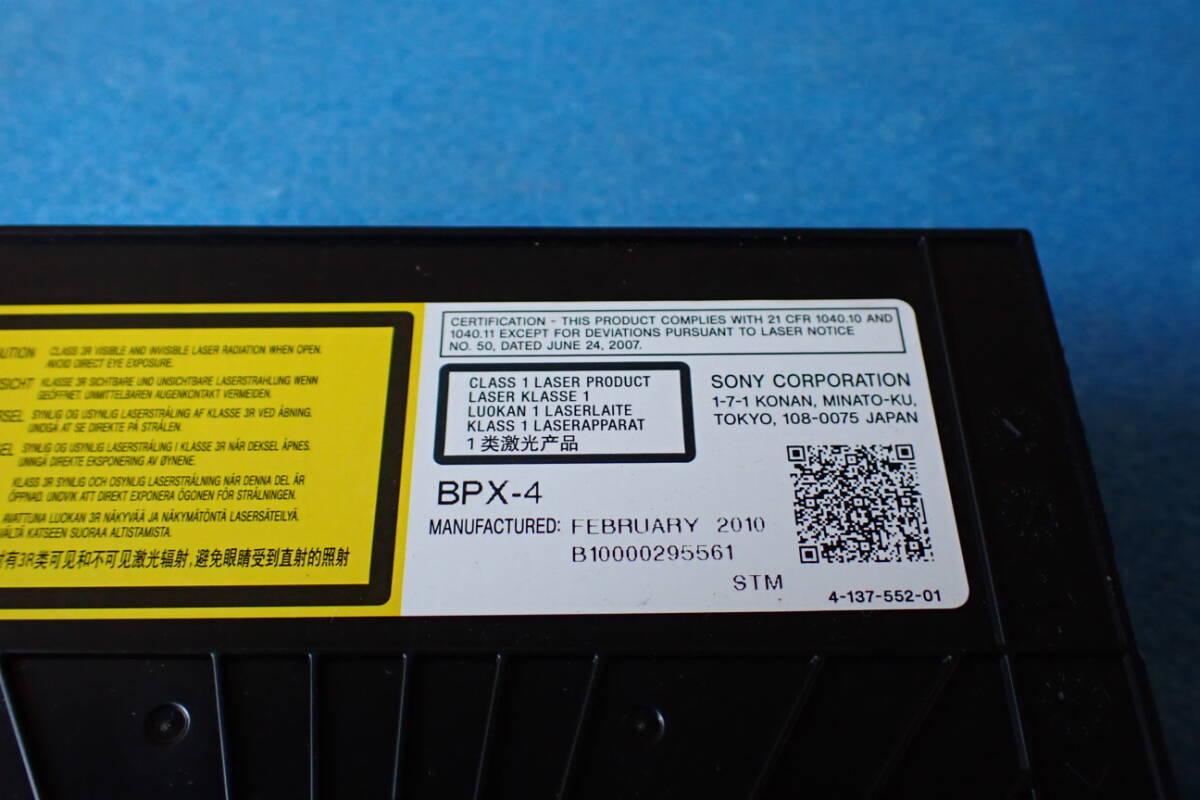 CLASS 3R VISIBLE AND INVISIBLE LASER RADIATION WHEN OPEN.
AVOID DIRECT EYE EXPOSURE.
KLASSE 3R SICHTBARE UND UNSICHTBARE LASERSTRAHLUNG WENN
GEÖFFNET. UNMITTELBAREN AUGENKONTAKT VERMEIDEN.
SYNLIG OG USYNLIG LASERSTRÅLING AF KLASSE 3R VED ÅBNING.
UNDGÅ AT SE DIREKTE PÅ STRÅLEN.
SYNLIG OG USYNLIG LASERSTRÅLING I KLASSE 3R NÅR DEKSEL ÅPNES.
UNNGÅ DIREKTE EKSPONERING AV ØYNENE.
KLASS 3R SYNLIG OCH OSYNLIG LASERSTRÅLNING NÄR DENNA DEL ÄR
ÖPPNAD. UNDVIK ATT DIREKT EXPONERA ÖGONEN FÖR STRÅLNINGEN.
AVATTUNA LUOKAN 3R NÄKYVÄÄ JA NÄKYMÄTÖNTÄ LASERSÄTEILYÄ.
VÄLTÄ KATSEEN SUORAA ALTISTAMISTA.
有3R类可见和不可见激光辐射,避免眼睛受到直射的照射
CERTIFICATION - THIS PRODUCT COMPLIES WITH 21 CFR 1040.10 AND
1040.11 EXCEPT FOR DEVIATIONS PURSUANT TO LASER NOTICE
NO. 50, DATED JUNE 24, 2007.
CLASS 1 LASER PRODUCT
LASER KLASSE 1
LUOKAN 1 LASERLAITE
KLASS 1 LASERAPPARAT
1 类激光产品
SONY CORPORATION
1-7-1 KONAN, MINATO-KU,
TOKYO, 108-0075 JAPAN
BPX-4
MANUFACTURED: FEBRUARY 2010
B10000295561
STM
4-137-552-01